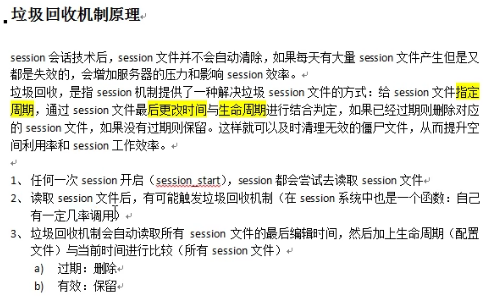 垃圾回收机制原理
session 会话技术后，session 文件并不会自动清除，如果每天有大量 session 文件产生但是又
都是失效的，会增加服务器的压力和影响 session 效率。
垃圾回收，是指 session 机制提供了一种解决垃圾 session 文件的方式：给 session 文件指定
周期，通过 session 文件最后更改时间与生命周期进行结合判定，如果已经过期则删除对应
的 session 文件，如果没有过期则保留。这样就可以及时清理无效的僵尸文件，从而提升空
间利用率和 session 工作效率。
1、 任何一次 session 开启（session_start），session 都会尝试去读取 session 文件
2、 读取 session 文件后，有可能触发垃圾回收机制（在 session 系统中也是一个函数：自己
有一定几率调用）
3、 垃圾回收机制会自动读取所有 session 文件的最后编辑时间，然后加上生命周期（配置
文件）与当前时间进行比较（所有 session 文件）
a) 过期：删除
b) 有效：保留